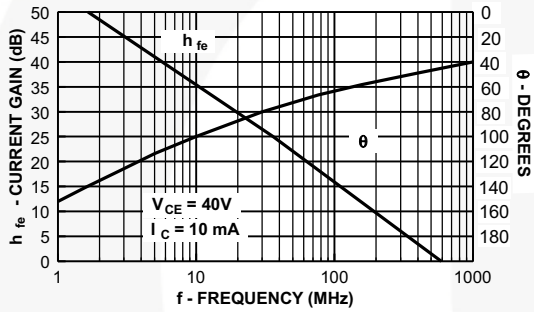 h fe - CURRENT GAIN (dB)
50
45
40
35
30
25
20
15
10
5
0
h fe
θ
V CE = 40V
I C = 10 mA
0
20
40
60
80
100
120
140
160
180
θ - DEGREES
1 10 100 1000
f - FREQUENCY (MHz)